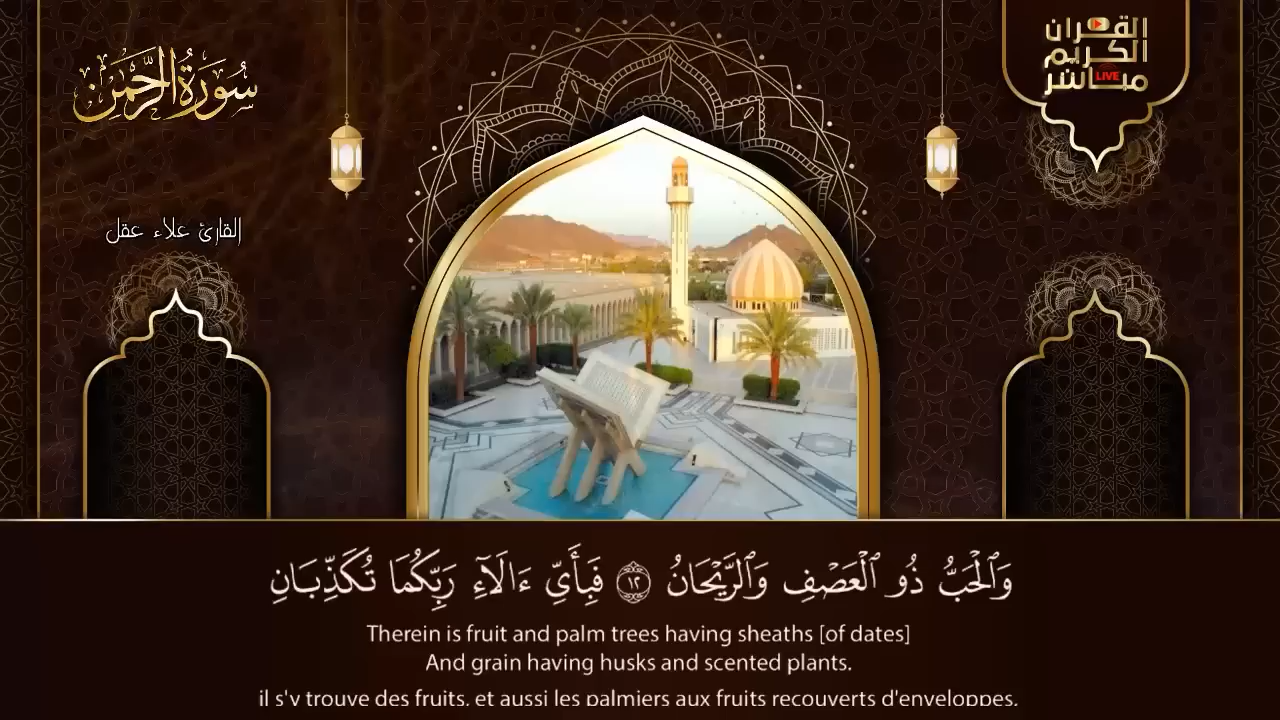 سُورَةُ الرَّحْمَٰنِ
القرآن
الكريم
مباشر
LIVE
القارئ علاء عقل
وَٱلْحَبُّ ذُو ٱلْعَصْفِ وَٱلرَّيْحَانُ ١٢ فَبِأَيِّ ءَالَآءِ رَبِّكُمَا تُكَذِّبَانِ
Therein is fruit and palm trees having sheaths [of dates]
And grain having husks and scented plants.
il s'y trouve des fruits, et aussi les palmiers aux fruits recouverts d'enveloppes,